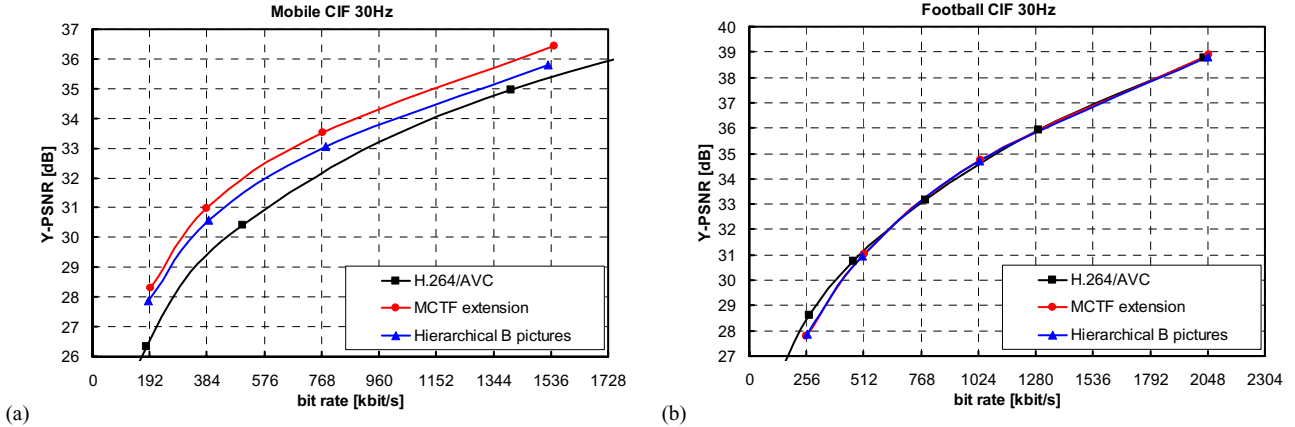 Mobile CIF 30Hz
37
36
35
34
33
32
31
30
29
28
27
26
Y-PSNR [dB]
H.264/AVC
MCTF extension
Hierarchical B pictures
0 192 384 576 768 960 1152 1344 1536 1728
bit rate [kbit/s]
(a)
Football CIF 30Hz
40
39
38
37
36
35
34
33
32
31
30
29
28
27
Y-PSNR [dB]
H.264/AVC
MCTF extension
Hierarchical B pictures
0 256 512 768 1024 1280 1536 1792 2048 2304
bit rate [kbit/s]
(b)